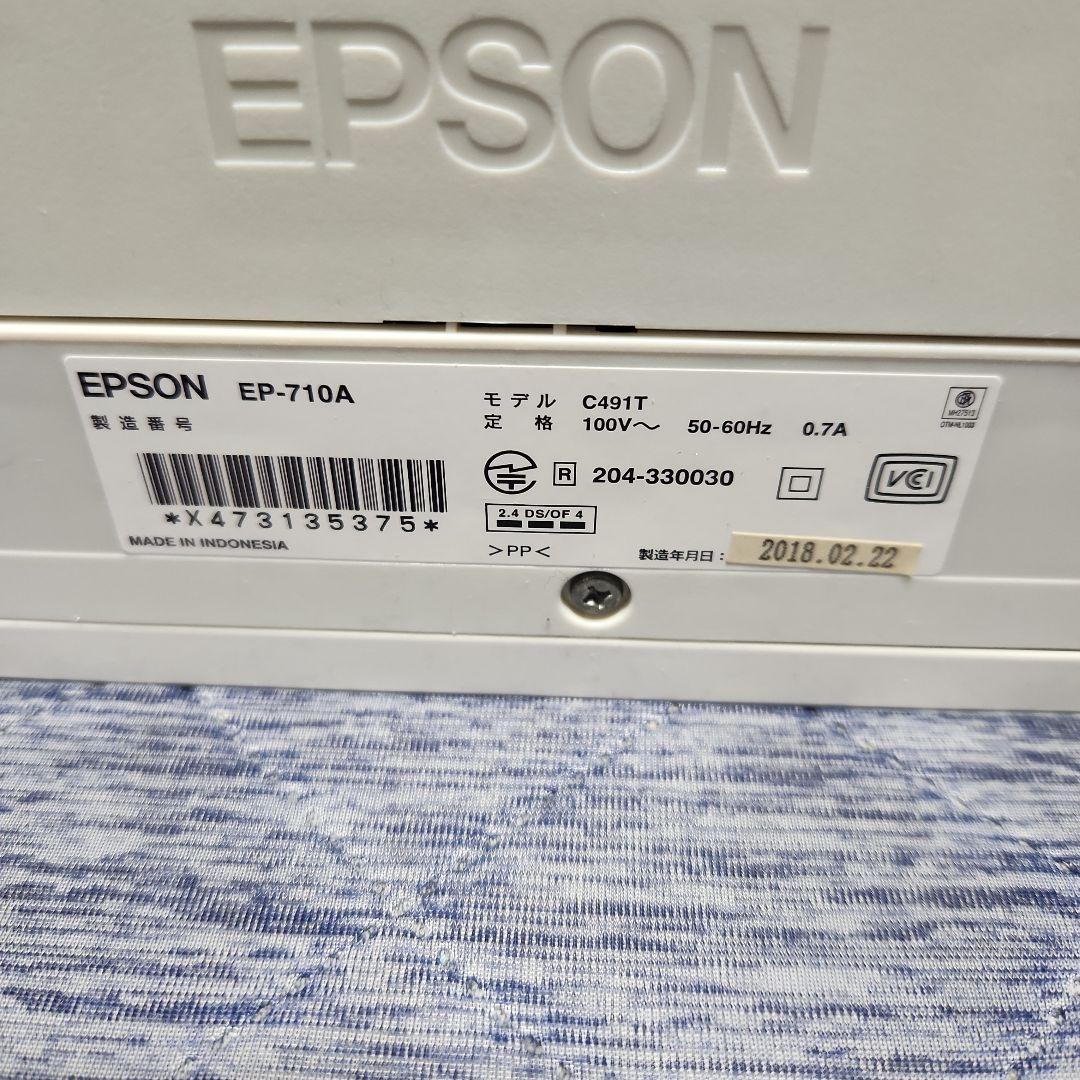 EPSON
EPSON EP-710A
製造番号
*X473135375*
MADE IN INDONESIA
モデル C491T
定格 100V～ 50-60Hz 0.7A
R 204-330030
2.4 DS/OF 4
>PP<
製造年月日: 2018.02.22
MH27513
VCI